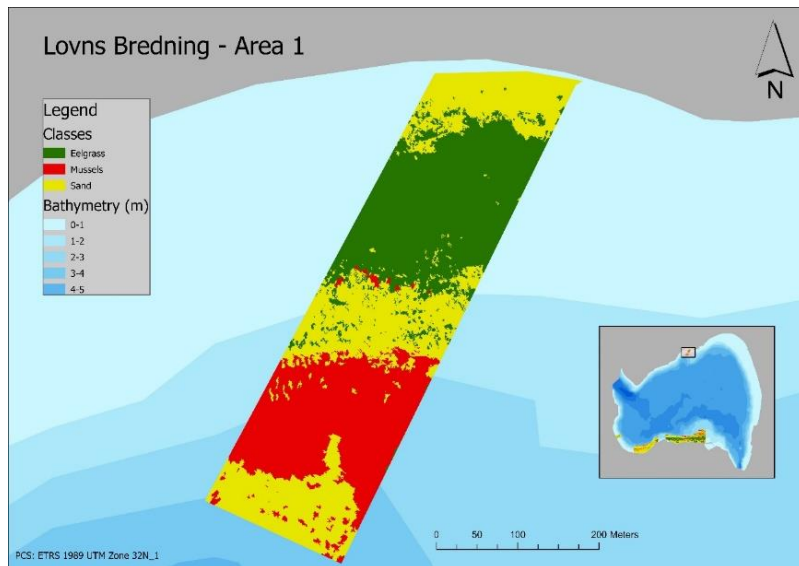 Lovns Bredning - Area 1
N
Legend
Classes
Eelgrass
Mussels
Sand
Bathymetry (m)
0-1
1-2
2-3
3-4
4-5
0 50 100 200 Meters
PCS: ETRS 1989 UTM Zone 32N_1